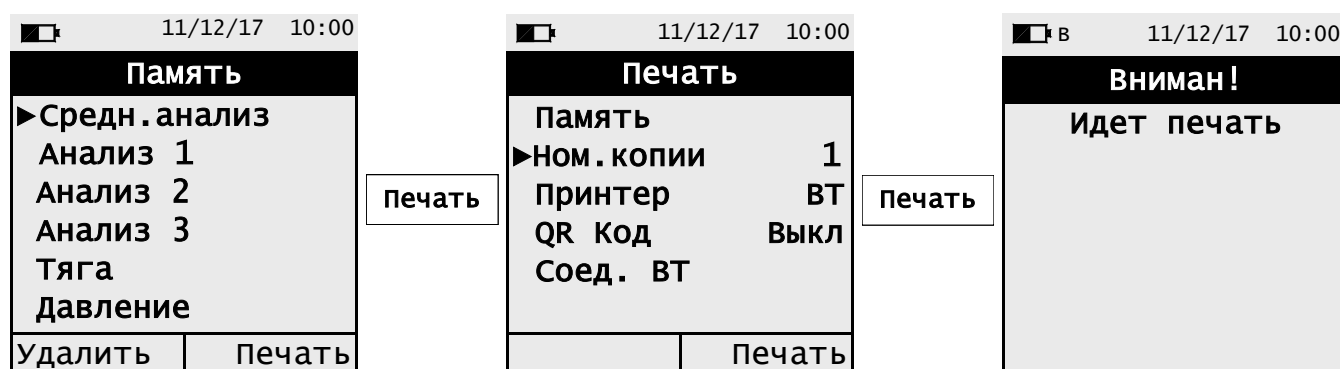 11/12/17 10:00
Память
►Средн.анализ
Анализ 1
Анализ 2
Анализ 3
Тяга
Давление
Удалить Печать
Печать
11/12/17 10:00
Печать
Память
►Ном.копии 1
Принтер BT
QR Код Выкл
Соед. BT
Печать
Печать
B 11/12/17 10:00
Вниман!
Идет печать